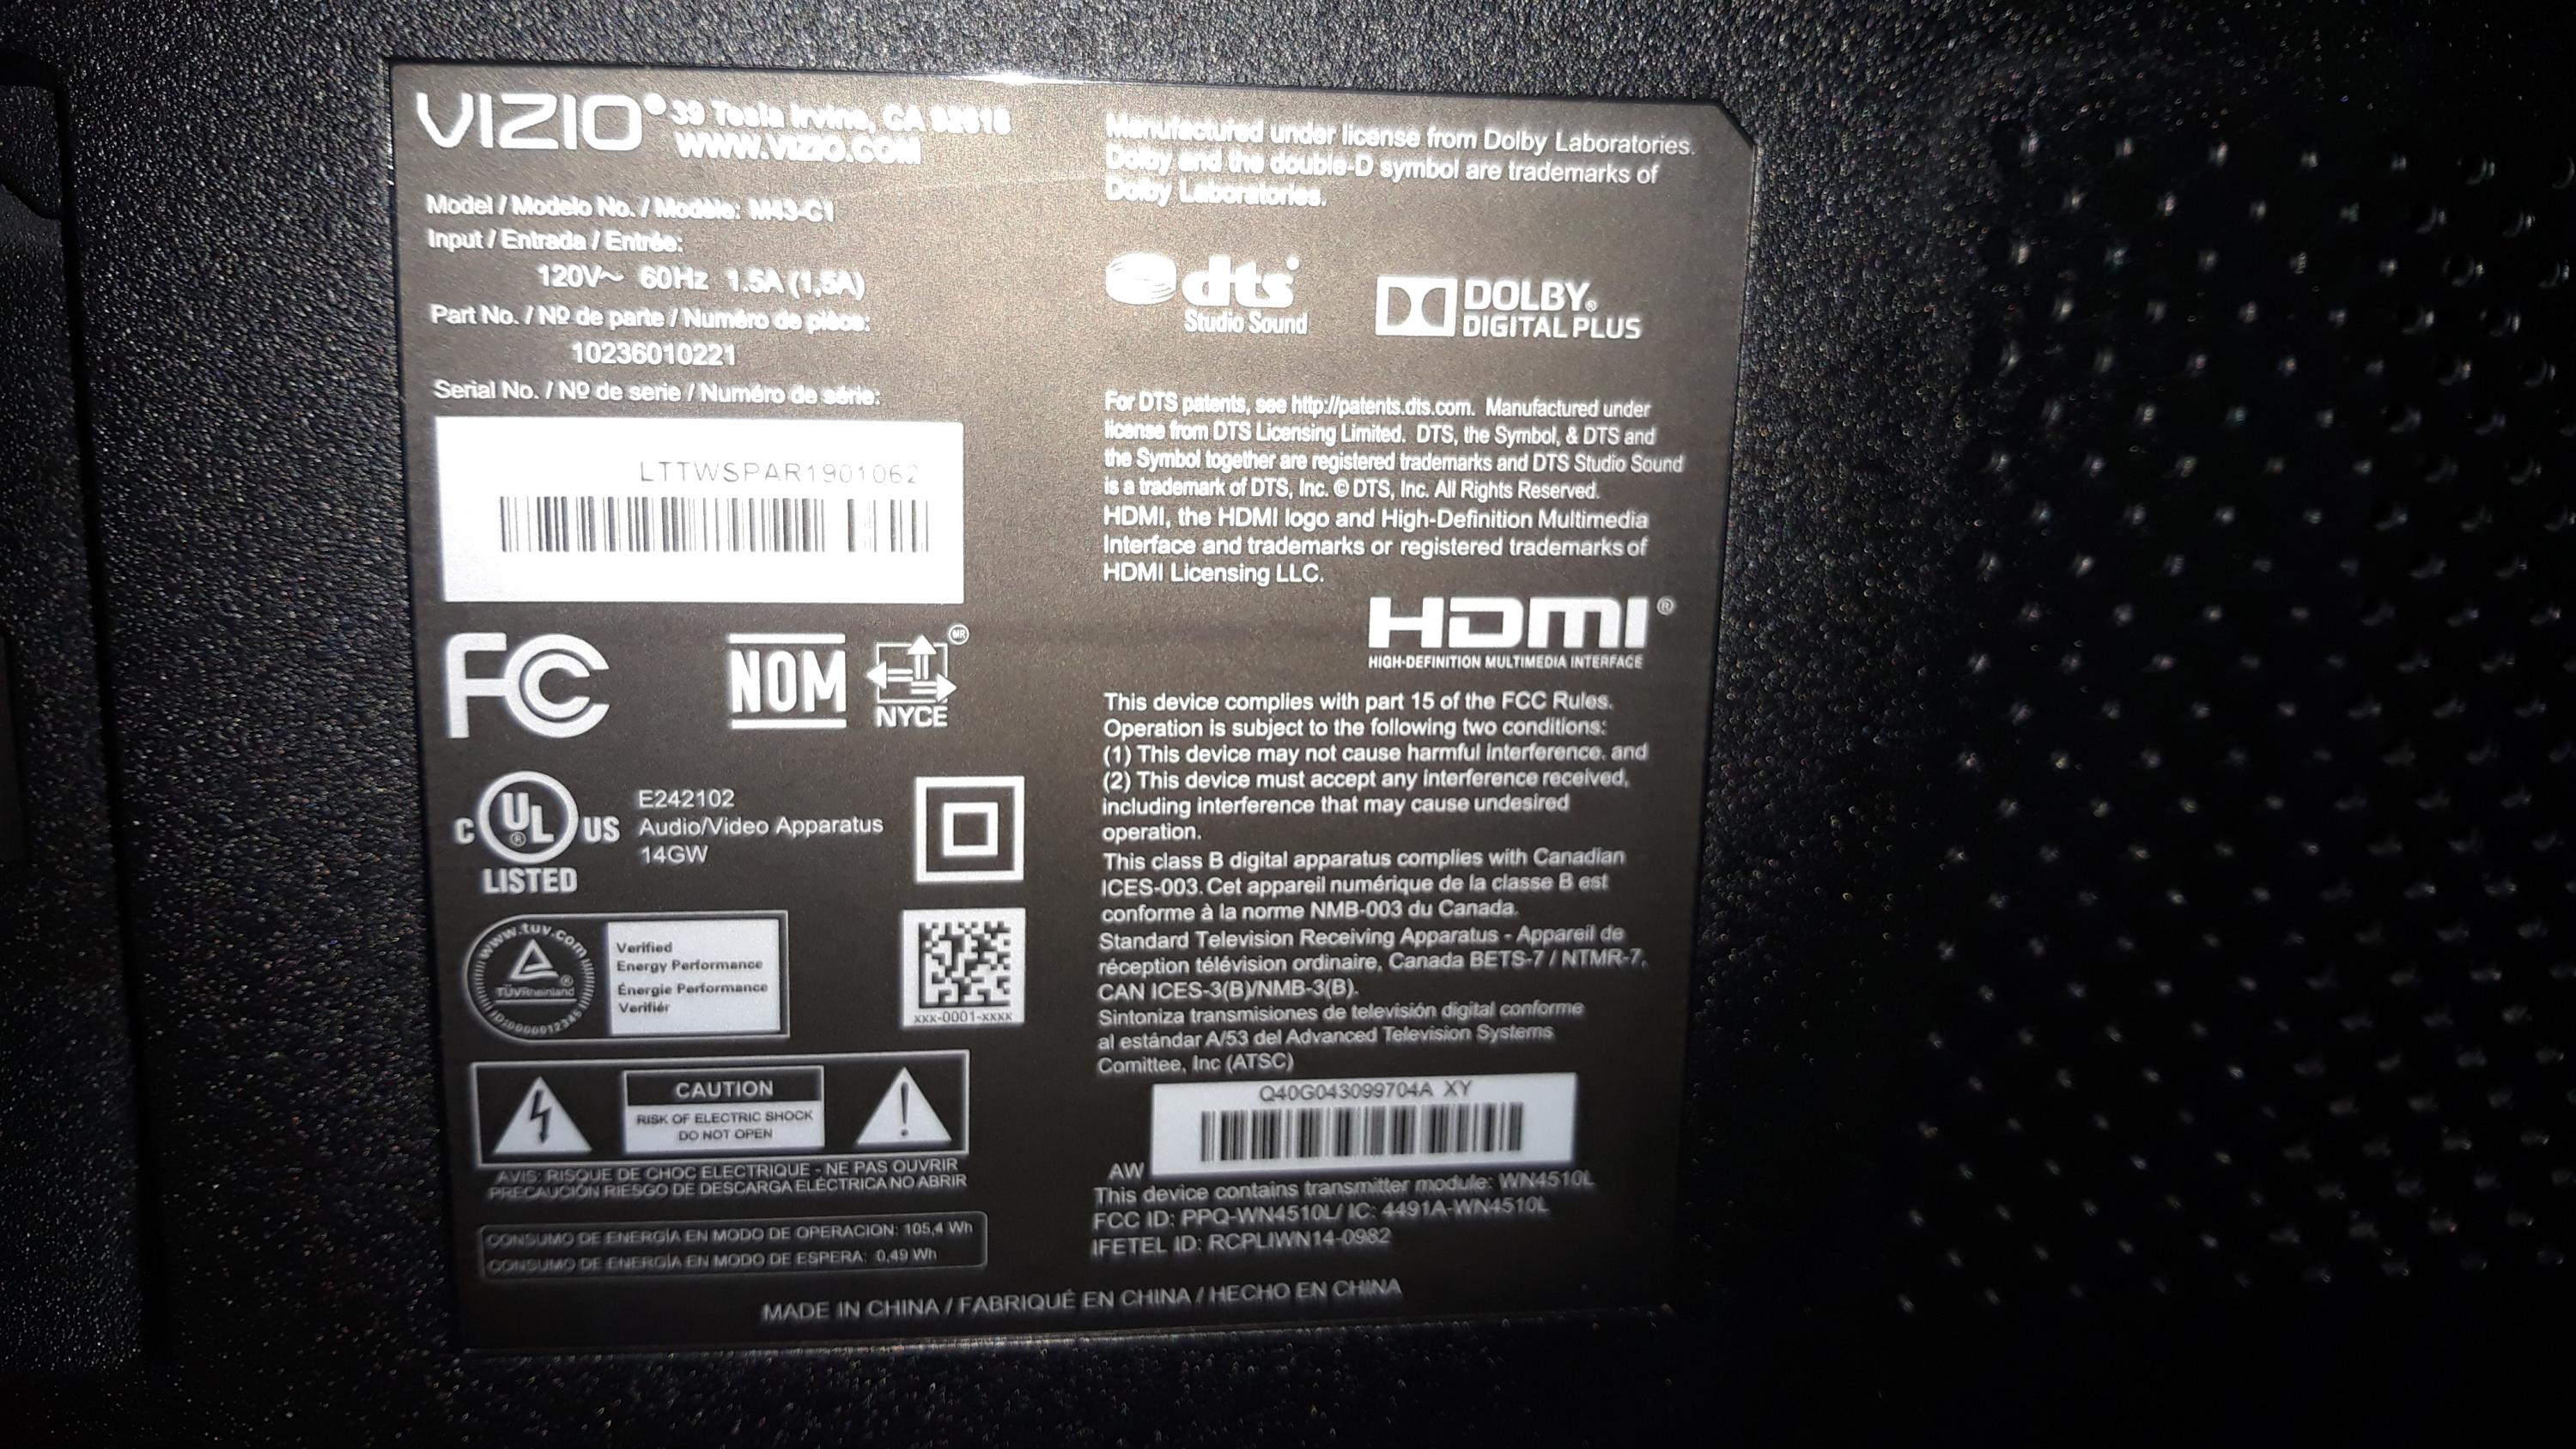 VIZIO® 39 Tesla Irvine, CA 92618
WWW.VIZIO.COM
Model / Modelo No. / Modèle: M43-C1
Input / Entrada / Entrée:
120V~ 60Hz 1.5A (1,5A)
Part No. / Nº de parte / Numéro de pièce:
10236010221
Serial No. / Nº de serie / Numéro de série:
LTTWSPAR1901062
FC
NOM
NYCE
MR
C UL® US
LISTED
E242102
Audio/Video Apparatus
14GW
www.tuv.com
TÜVRheinland®
Verified
Energy Performance
Énergie Performance
Verifiér
xxx-0001-xxxx
CAUTION
RISK OF ELECTRIC SHOCK
DO NOT OPEN
AVIS: RISQUE DE CHOC ELECTRIQUE - NE PAS OUVRIR
PRECAUCIÓN RIESGO DE DESCARGA ELÉCTRICA NO ABRIR
CONSUMO DE ENERGÍA EN MODO DE OPERACION: 105,4 Wh
CONSUMO DE ENERGÍA EN MODO DE ESPERA: 0,49 Wh
Manufactured under license from Dolby Laboratories.
Dolby and the double-D symbol are trademarks of
Dolby Laboratories.
dts
Studio Sound
DOLBY®
DIGITAL PLUS
For DTS patents, see http://patents.dts.com. Manufactured under
license from DTS Licensing Limited. DTS, the Symbol, & DTS and
the Symbol together are registered trademarks and DTS Studio Sound
is a trademark of DTS, Inc. © DTS, Inc. All Rights Reserved.
HDMI, the HDMI logo and High-Definition Multimedia
Interface and trademarks or registered trademarks of
HDMI Licensing LLC.
HDMI®
HIGH-DEFINITION MULTIMEDIA INTERFACE
This device complies with part 15 of the FCC Rules.
Operation is subject to the following two conditions:
(1) This device may not cause harmful interference. and
(2) This device must accept any interference received,
including interference that may cause undesired
operation.
This class B digital apparatus complies with Canadian
ICES-003. Cet appareil numérique de la classe B est
conforme à la norme NMB-003 du Canada.
Standard Television Receiving Apparatus - Appareil de
réception télévision ordinaire, Canada BETS-7 / NTMR-7.
CAN ICES-3(B)/NMB-3(B).
Sintoniza transmisiones de televisión digital conforme
al estándar A/53 del Advanced Television Systems
Comittee, Inc (ATSC)
Q40G043099704A XY
AW
This device contains transmitter module: WN4510L
FCC ID: PPQ-WN4510L/ IC: 4491A-WN4510L
IFETEL ID: RCPLIWN14-0982
MADE IN CHINA / FABRIQUÉ EN CHINA / HECHO EN CHINA